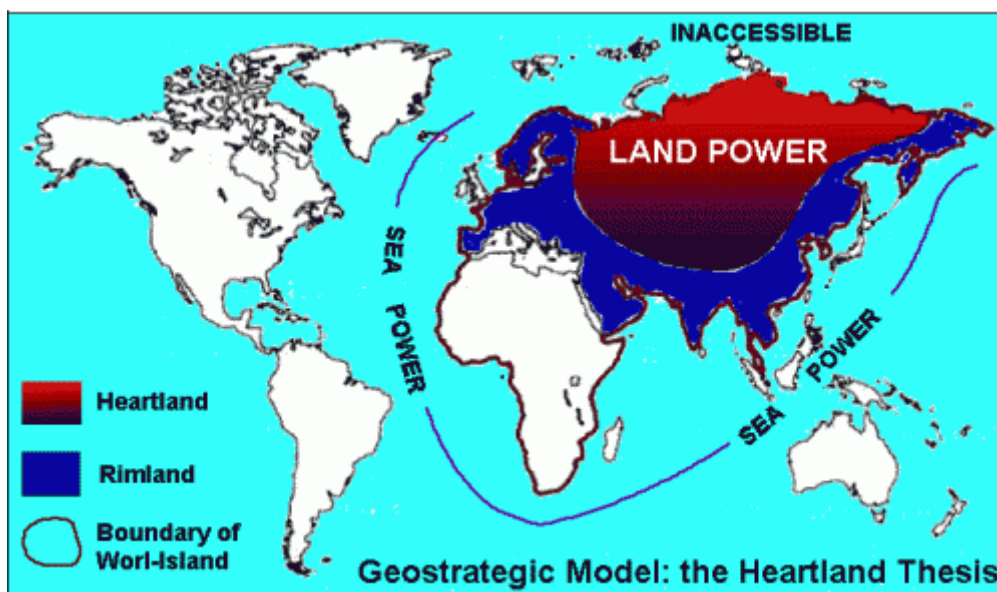 INACCESSIBLE
LAND POWER
SEA POWER
SEA POWER
Heartland
Rimland
Boundary of
Worl-Island
Geostrategic Model: the Heartland Thesis